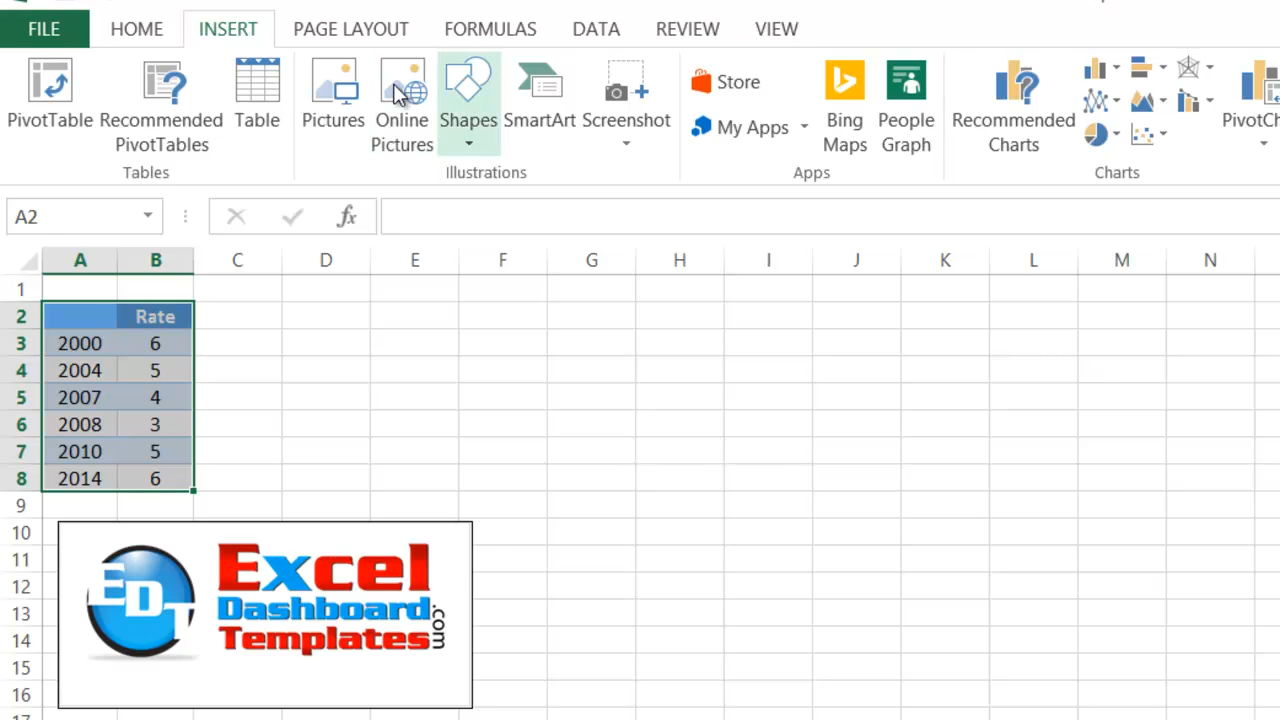 FILE HOME INSERT PAGE LAYOUT FORMULAS DATA REVIEW VIEW
PivotTable Recommended PivotTables Table
Tables
Pictures Online Pictures Shapes SmartArt Screenshot
Illustrations
Store
My Apps
Bing Maps People Graph
Apps
Recommended Charts
Charts
A2 fx
A B C D E F G H I J K L M N
1
2 Rate
3 2000 6
4 2004 5
5 2007 4
6 2008 3
7 2010 5
8 2014 6
9
10
11
12
13
14
15
16
EDT
Excel
Dashboard
Templates
.com